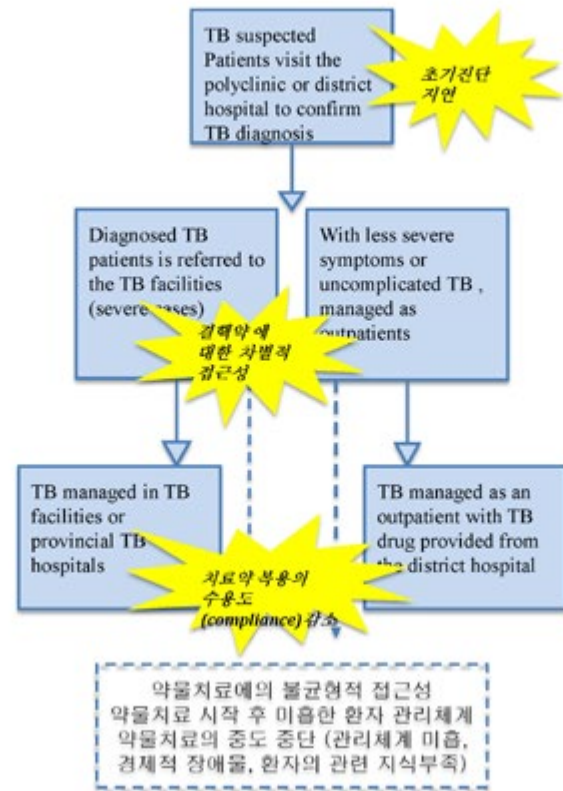 TB suspected
Patients visit the
polyclinic or district
hospital to confirm
TB diagnosis
초기진단
지연
Diagnosed TB
patients is referred to
the TB facilities
(severe cases)
With less severe
symptoms or
uncomplicated TB ,
managed as
outpatients
결핵약에
대한 차별적
접근성
TB managed in TB
facilities or
provincial TB
hospitals
TB managed as an
outpatient with TB
drug provided from
the district hospital
치료약 복용의
수용도
(compliance)감소
약물치료에의 불균형적 접근성
약물치료 시작 후 미흡한 환자 관리체계
약물치료의 중도 중단 (관리체계 미흡,
경제적 장애물, 환자의 관련 지식부족)